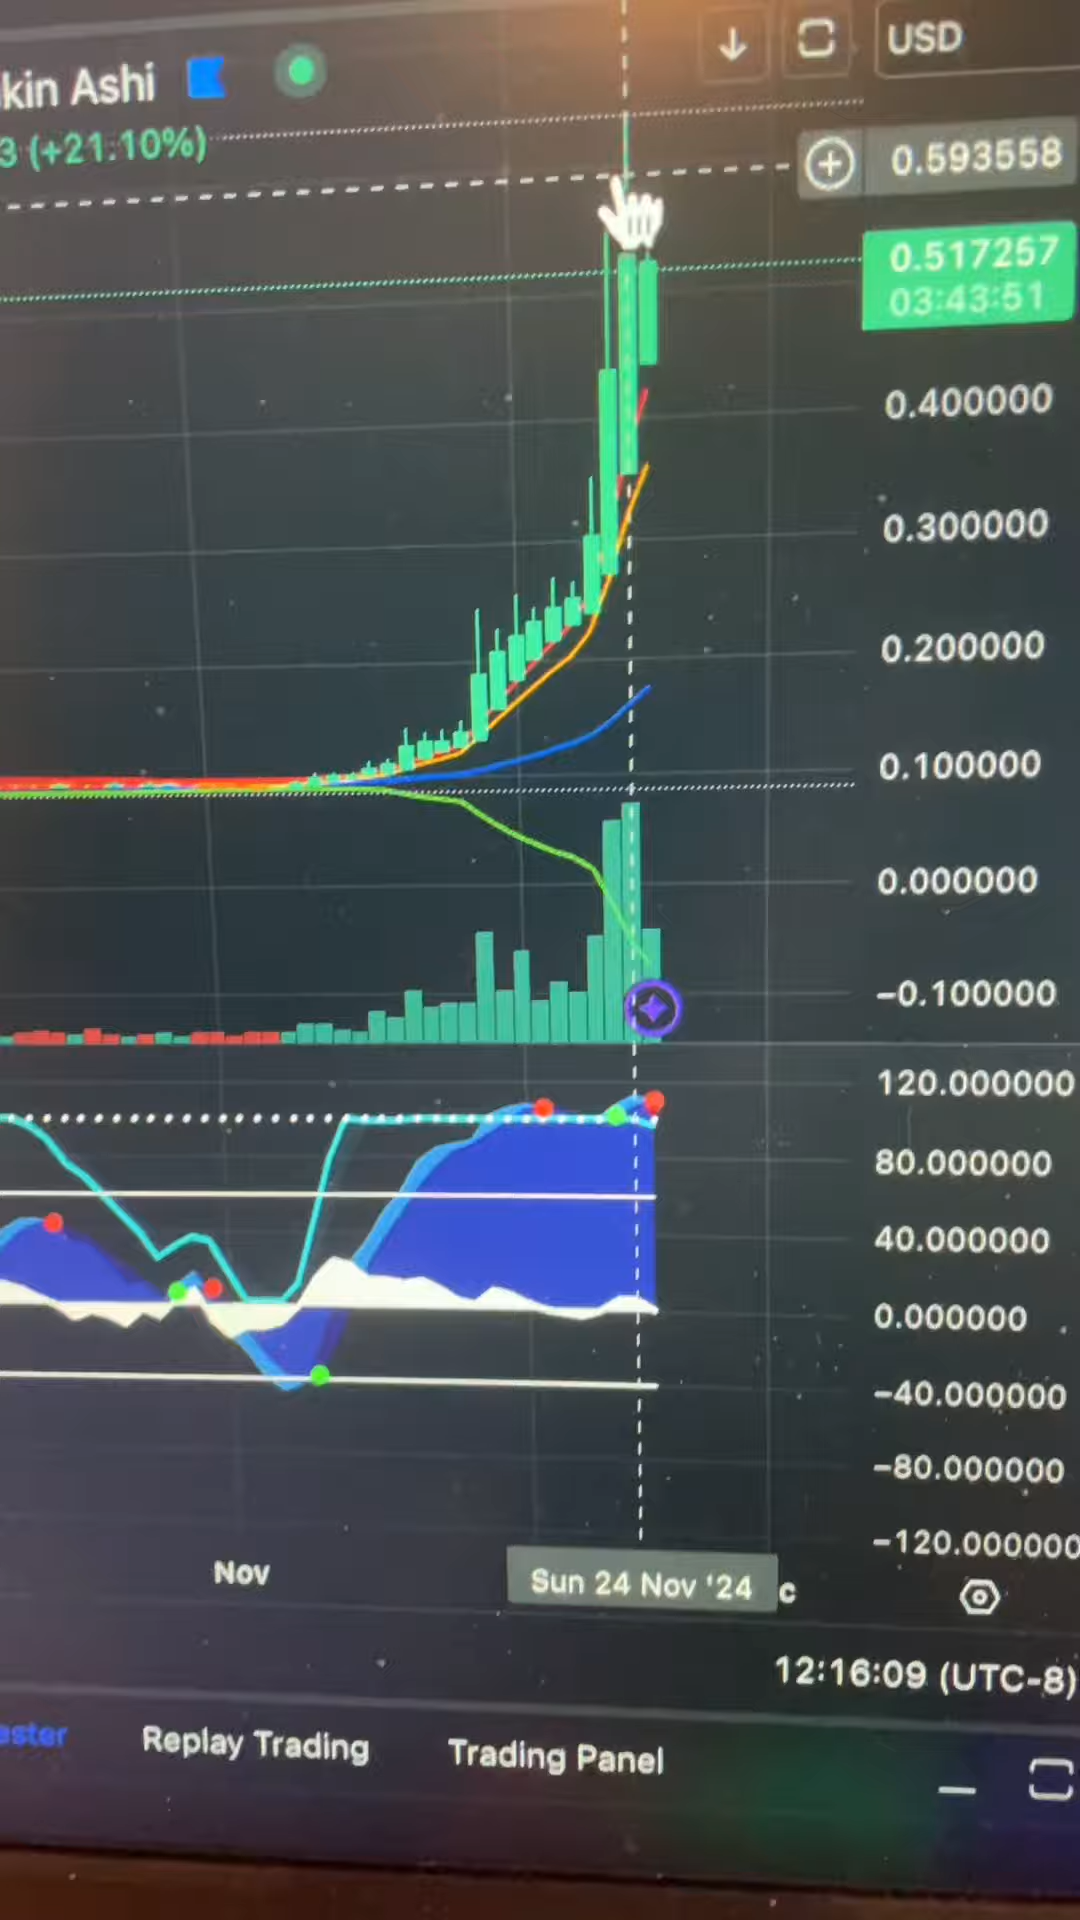 kin Ashi
USD
3 (+21.10%)
0.593558
0.517257
03:43:51
0.400000
0.300000
0.200000
0.100000
0.000000
−0.100000
120.000000
80.000000
40.000000
0.000000
−40.000000
−80.000000
−120.000000
Nov
Sun 24 Nov '24
c
12:16:09 (UTC-8)
ester
Replay Trading
Trading Panel